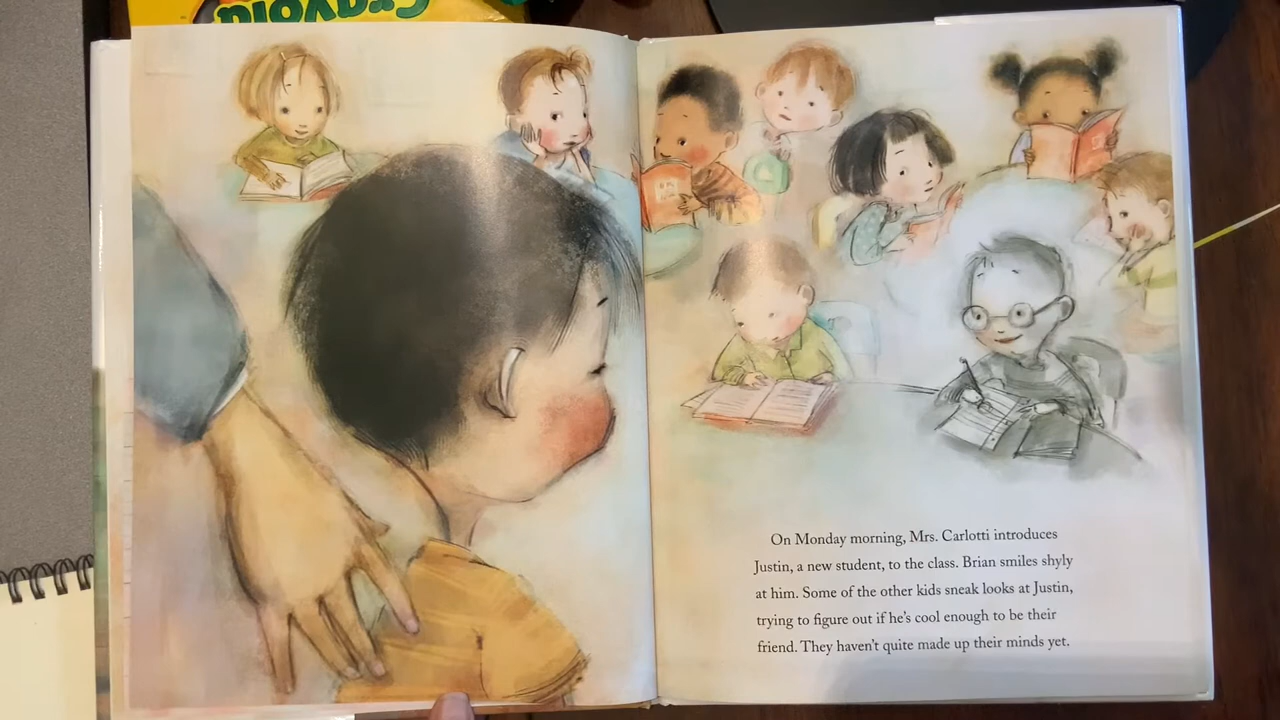 Crayola
On Monday morning, Mrs. Carlotti introduces
Justin, a new student, to the class. Brian smiles shyly
at him. Some of the other kids sneak looks at Justin,
trying to figure out if he's cool enough to be their
friend. They haven't quite made up their minds yet.